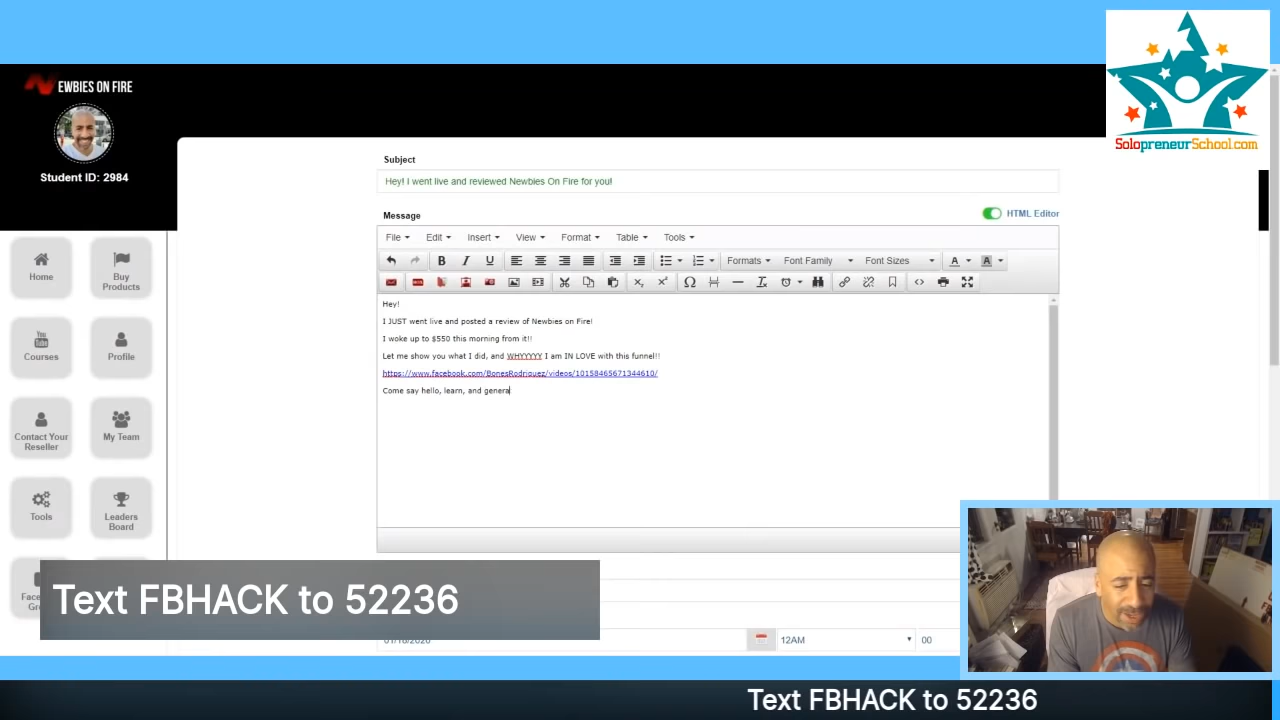 EWBIES ON FIRE
Student ID: 2984
SolopreneurSchool.com
Home
Buy
Products
Courses
Profile
Contact Your
Reseller
My Team
Tools
Leaders
Board
Subject
Hey! I went live and reviewed Newbies On Fire for you!
Message
HTML Editor
File Edit Insert View Format Table Tools
Formats Font Family Font Sizes
Hey!
I JUST went live and posted a review of Newbies on Fire!
I woke up to $550 this morning from it!!
Let me show you what I did, and WHYYYYY I am IN LOVE with this funnel!!
https://www.facebook.com/BonesRodriguez/videos/10158465671344610/
Come say hello, learn, and genera
12AM 00
Text FBHACK to 52236
Text FBHACK to 52236